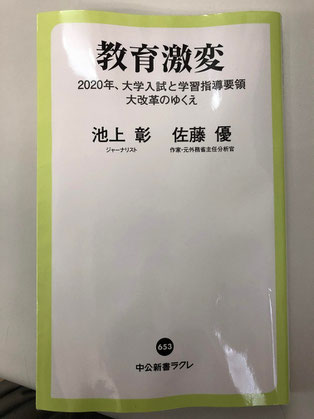 教育激変
2020年、大学入試と学習指導要領
大改革のゆくえ
池上 彰 佐藤 優
ジャーナリスト 作家・元外務省主任分析官
653
中公新書ラクレ